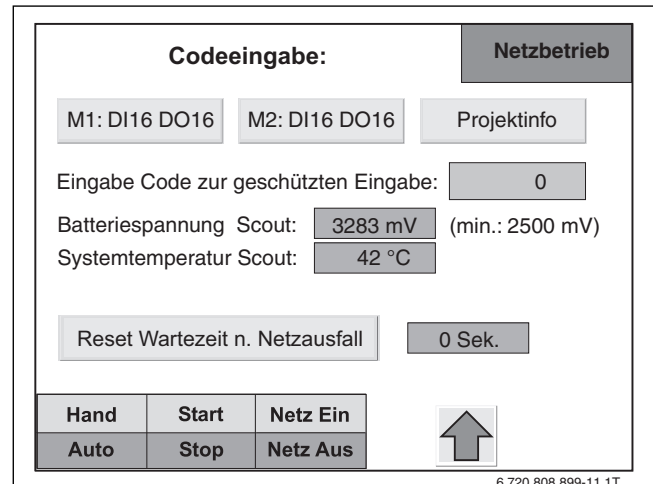 Codeeingabe:
Netzbetrieb
M1: DI16 DO16
M2: DI16 DO16
Projektinfo
Eingabe Code zur geschützten Eingabe: 0
Batteriespannung Scout: 3283 mV (min.: 2500 mV)
Systemtemperatur Scout: 42 °C
Reset Wartezeit n. Netzausfall 0 Sek.
Hand Start Netz Ein
Auto Stop Netz Aus
6 720 808 899-11.1T